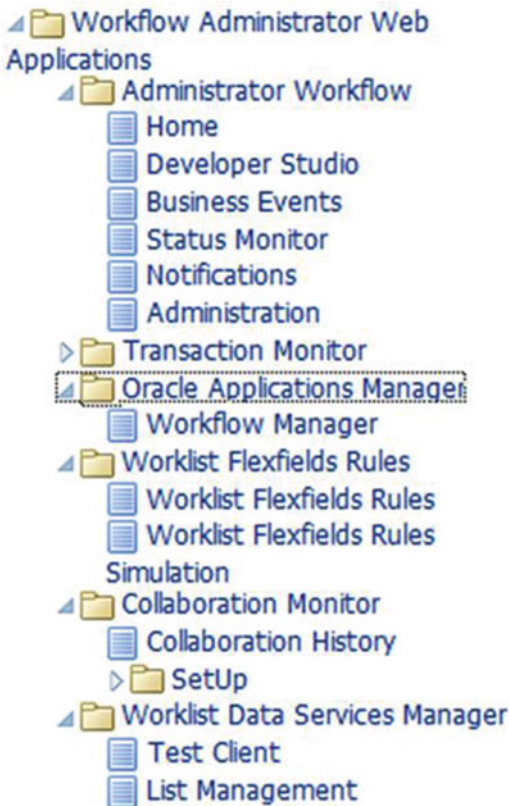 Workflow Administrator Web
Applications
Administrator Workflow
Home
Developer Studio
Business Events
Status Monitor
Notifications
Administration
Transaction Monitor
Oracle Applications Manager
Workflow Manager
Worklist Flexfields Rules
Worklist Flexfields Rules
Worklist Flexfields Rules
Simulation
Collaboration Monitor
Collaboration History
SetUp
Worklist Data Services Manager
Test Client
List Management